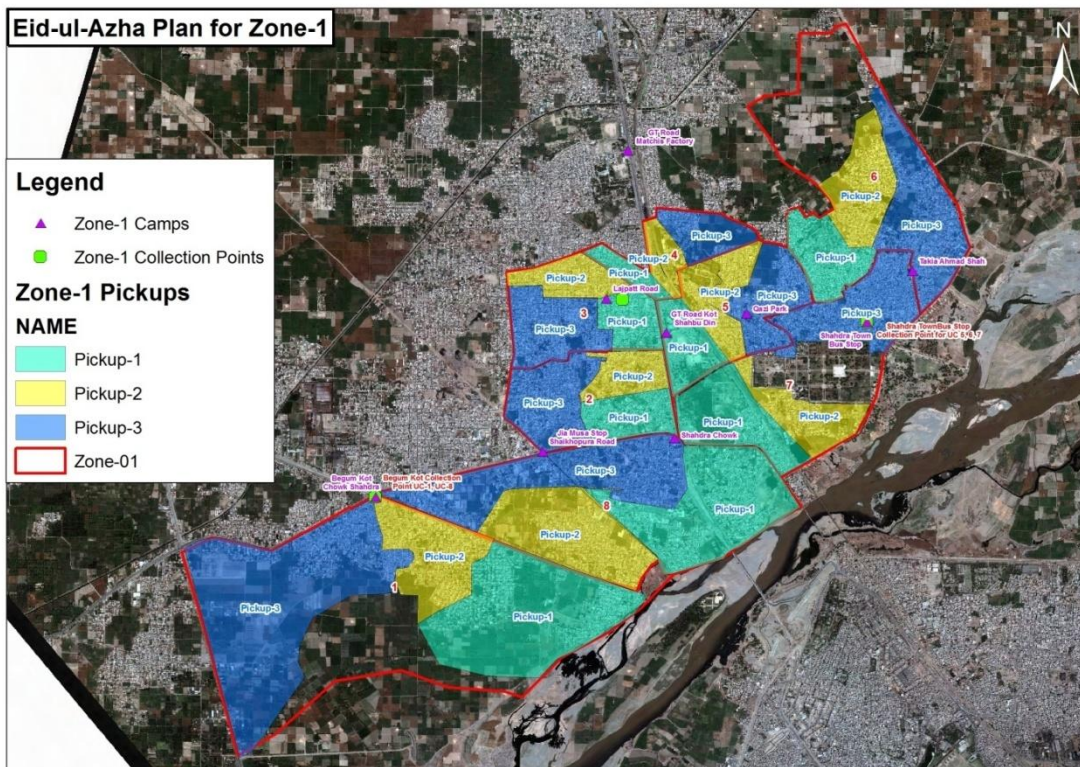 Eid-ul-Azha Plan for Zone-1
N
Legend
Zone-1 Camps
Zone-1 Collection Points
Zone-1 Pickups
NAME
Pickup-1
Pickup-2
Pickup-3
Zone-01
GT Road
Matchis Factory
6
Pickup-2
Pickup-3
Pickup-1
Takia Ahmad Shah
Pickup-3
4
Pickup-2
Pickup-1
Pickup-2
Lajpatt Road
3
Pickup-3
Pickup-1
Pickup-2
5
Pickup-3
Qazi Park
GT Road Kot
Shahbu Din
Pickup-1
Pickup-3
Shahdra Town
Bus Stop
Shahdra TownBus Stop
Collection Point for UC 5, 6, 7
Pickup-2
Pickup-3
2
Pickup-1
7
Pickup-1
Pickup-2
Jia Musa Stop
Shaikhopura Road
Shahdra Chowk
Pickup-3
Begum Kot
Chowk Shahdra
Begum Kot Collection
Point UC-1, UC-8
8
Pickup-1
Pickup-2
Pickup-2
1
Pickup-3
Pickup-1